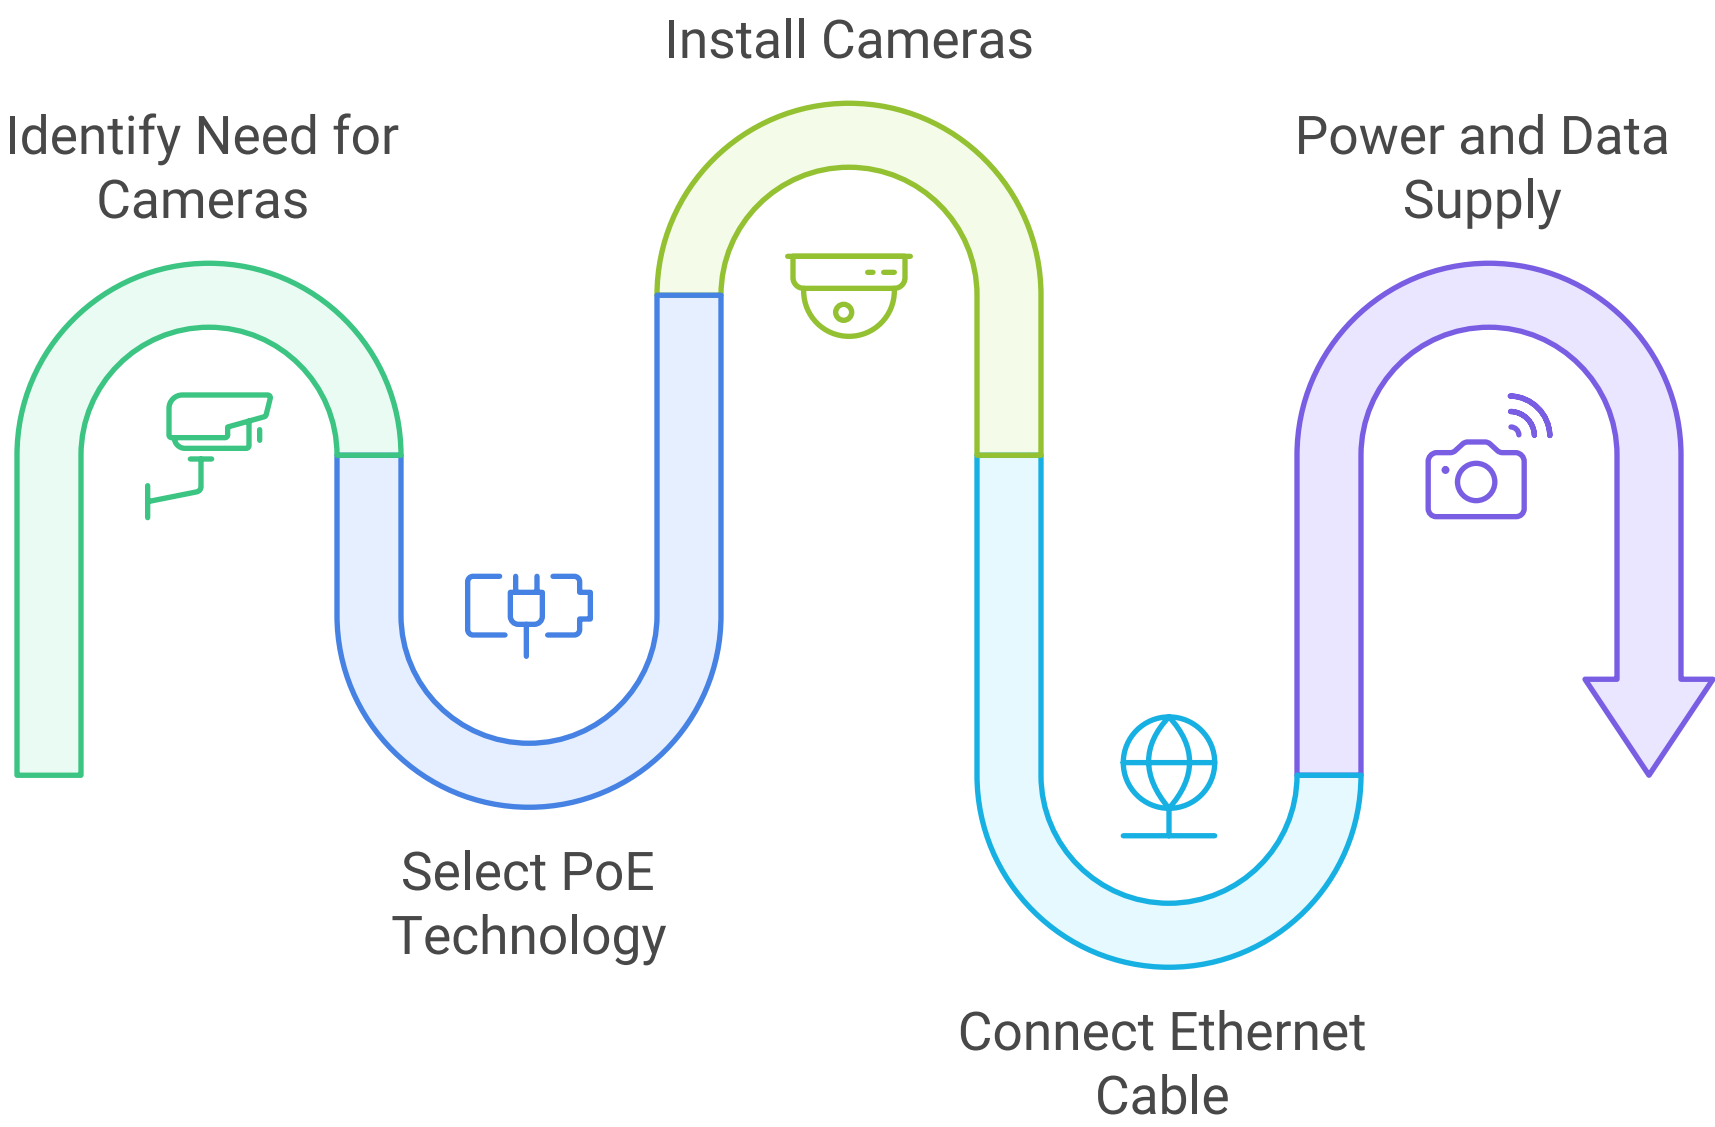 Install Cameras
Identify Need for
Cameras
Power and Data
Supply
Select PoE
Technology
Connect Ethernet
Cable